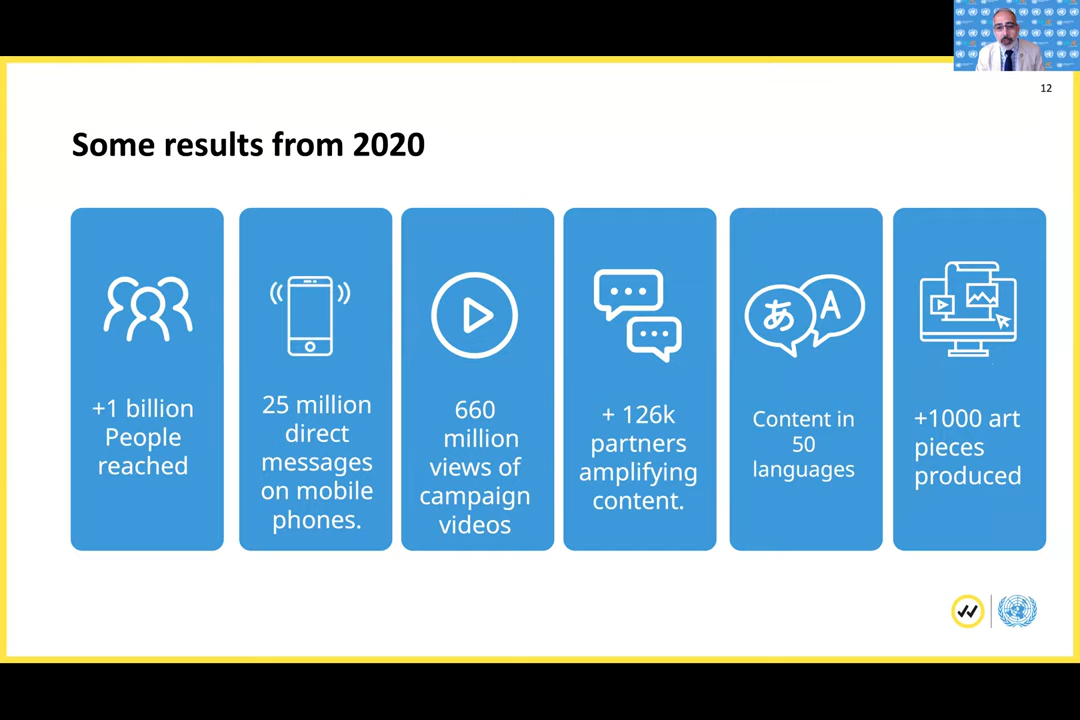 12
Some results from 2020
+1 billion
People
reached
25 million
direct
messages
on mobile
phones.
660
million
views of
campaign
videos
+ 126k
partners
amplifying
content.
あ A
Content in
50
languages
+1000 art
pieces
produced